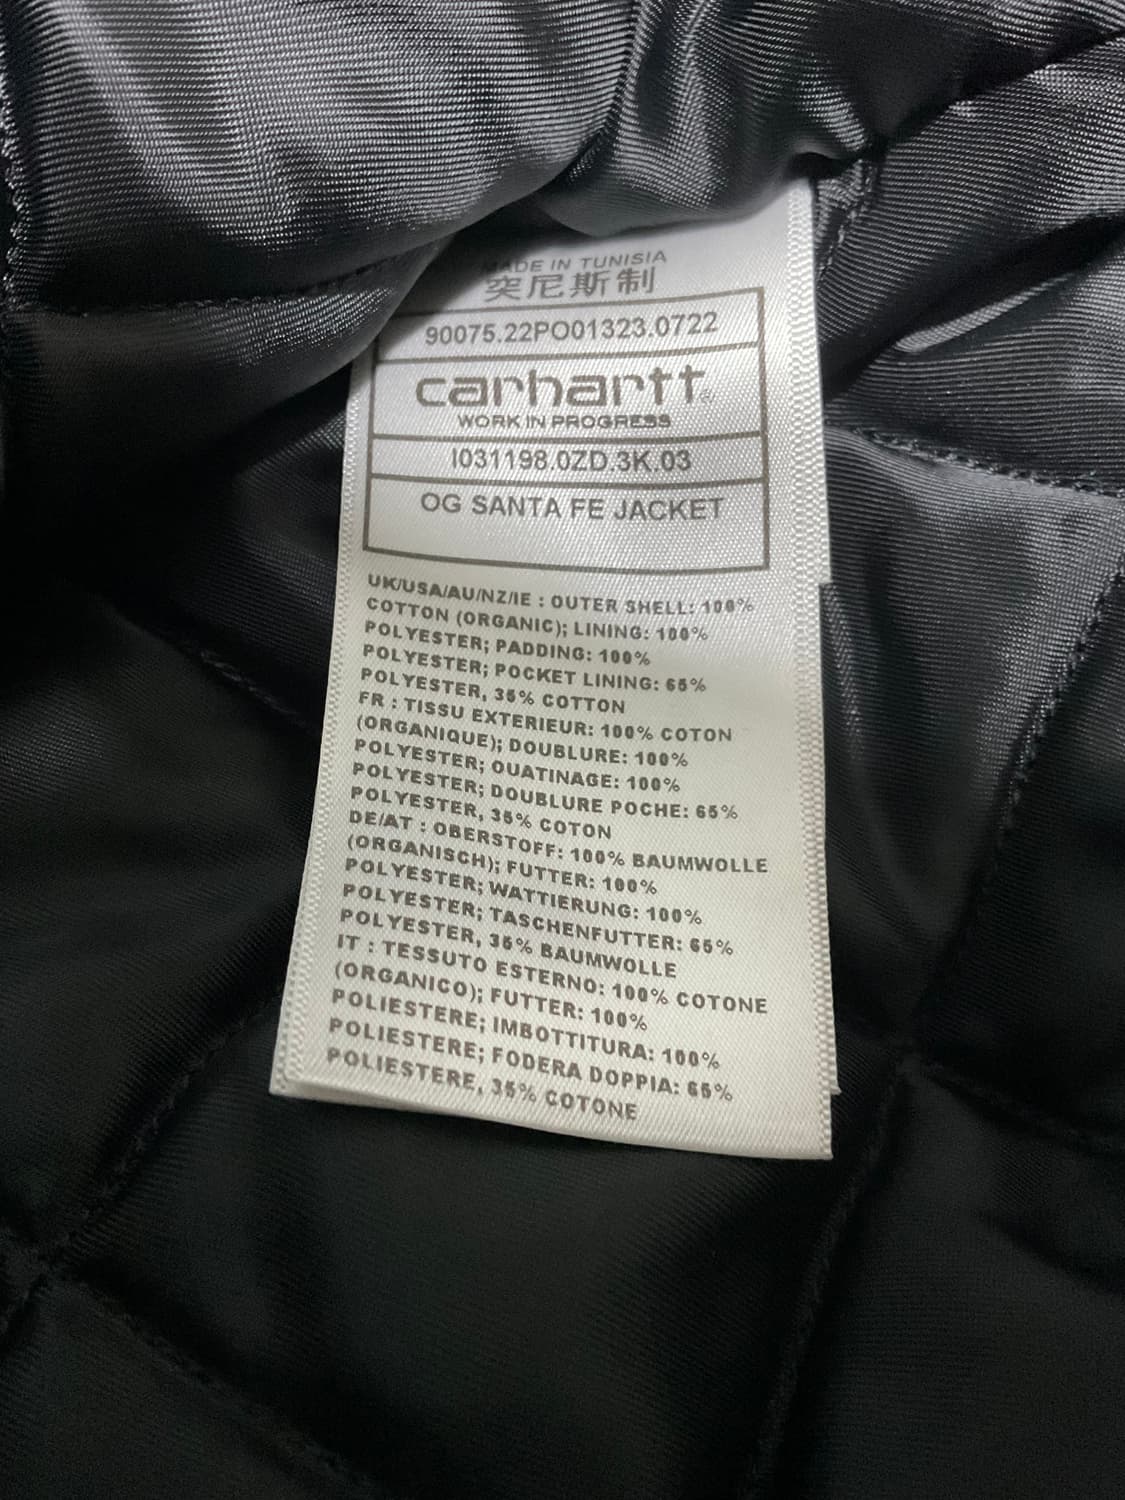 MADE IN TUNISIA
突尼斯制
90075.22PO01323.0722
carhartt
WORK IN PROGRESS
I031198.0ZD.3K.03
OG SANTA FE JACKET
UK/USA/AU/NZ/IE : OUTER SHELL: 100%
COTTON (ORGANIC); LINING: 100%
POLYESTER; PADDING: 100%
POLYESTER; POCKET LINING: 65%
POLYESTER, 35% COTTON
FR : TISSU EXTERIEUR: 100% COTON
(ORGANIQUE); DOUBLURE: 100%
POLYESTER; OUATINAGE: 100%
POLYESTER; DOUBLURE POCHE: 65%
POLYESTER, 35% COTON
DE/AT : OBERSTOFF: 100% BAUMWOLLE
(ORGANISCH); FUTTER: 100%
POLYESTER; WATTIERUNG: 100%
POLYESTER; TASCHENFUTTER: 65%
POLYESTER, 35% BAUMWOLLE
IT : TESSUTO ESTERNO: 100% COTONE
(ORGANICO); FUTTER: 100%
POLIESTERE; IMBOTTITURA: 100%
POLIESTERE; FODERA DOPPIA: 65%
POLIESTERE, 35% COTONE